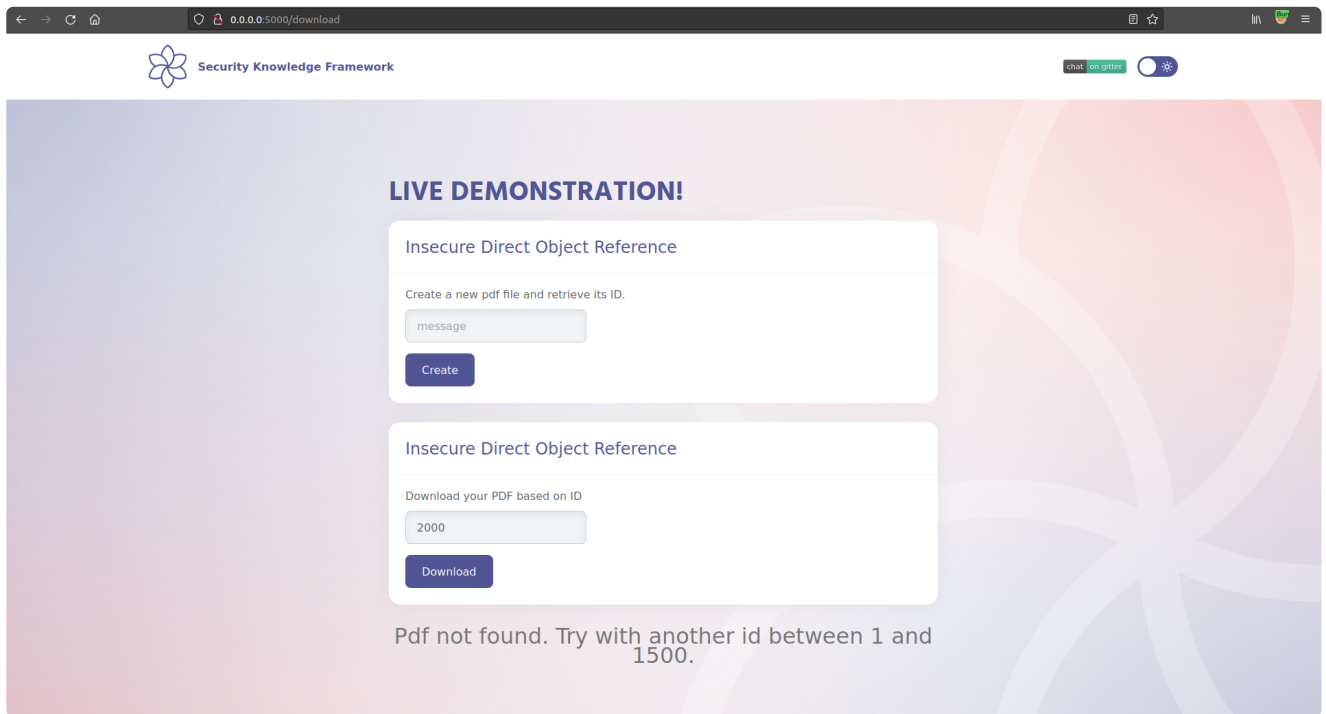 0.0.0.0:5000/download
Security Knowledge Framework
chat on gitter
LIVE DEMONSTRATION!
Insecure Direct Object Reference
Create a new pdf file and retrieve its ID.
message
Create
Insecure Direct Object Reference
Download your PDF based on ID
2000
Download
Pdf not found. Try with another id between 1 and
1500.